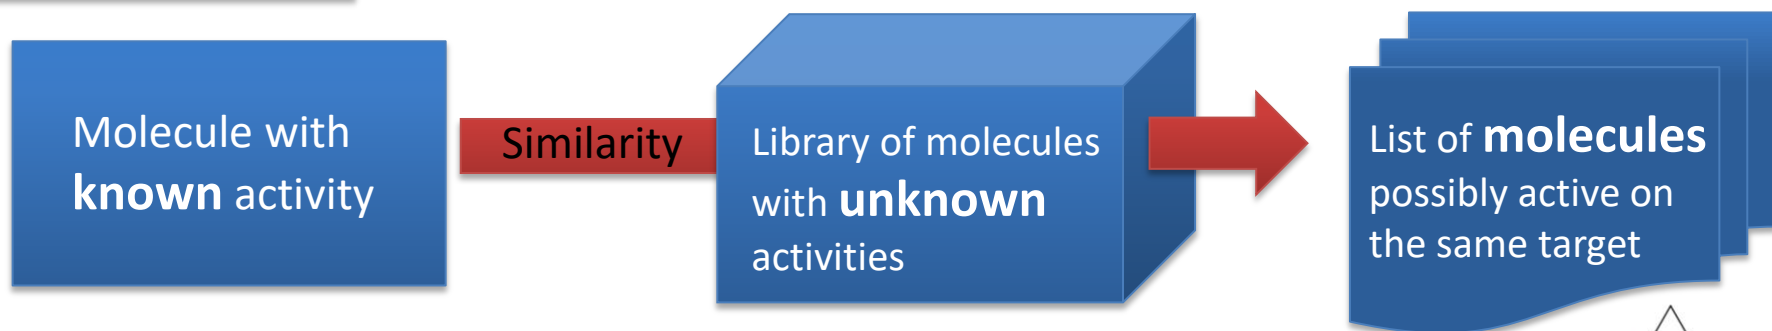 Molecule with
known activity
Similarity
Library of molecules
with unknown
activities
List of molecules
possibly active on
the same target